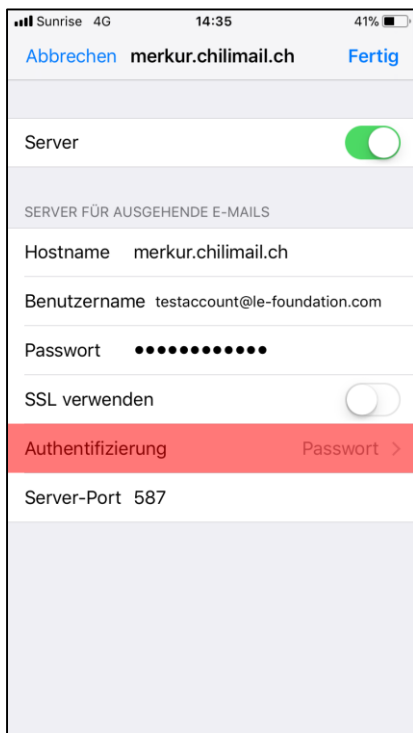 Sunrise 4G 14:35 41%
Abbrechen merkur.chilimail.ch Fertig
Server
SERVER FÜR AUSGEHENDE E-MAILS
Hostname merkur.chilimail.ch
Benutzername testaccount@le-foundation.com
Passwort ●●●●●●●●●●●●
SSL verwenden
Authentifizierung Passwort >
Server-Port 587